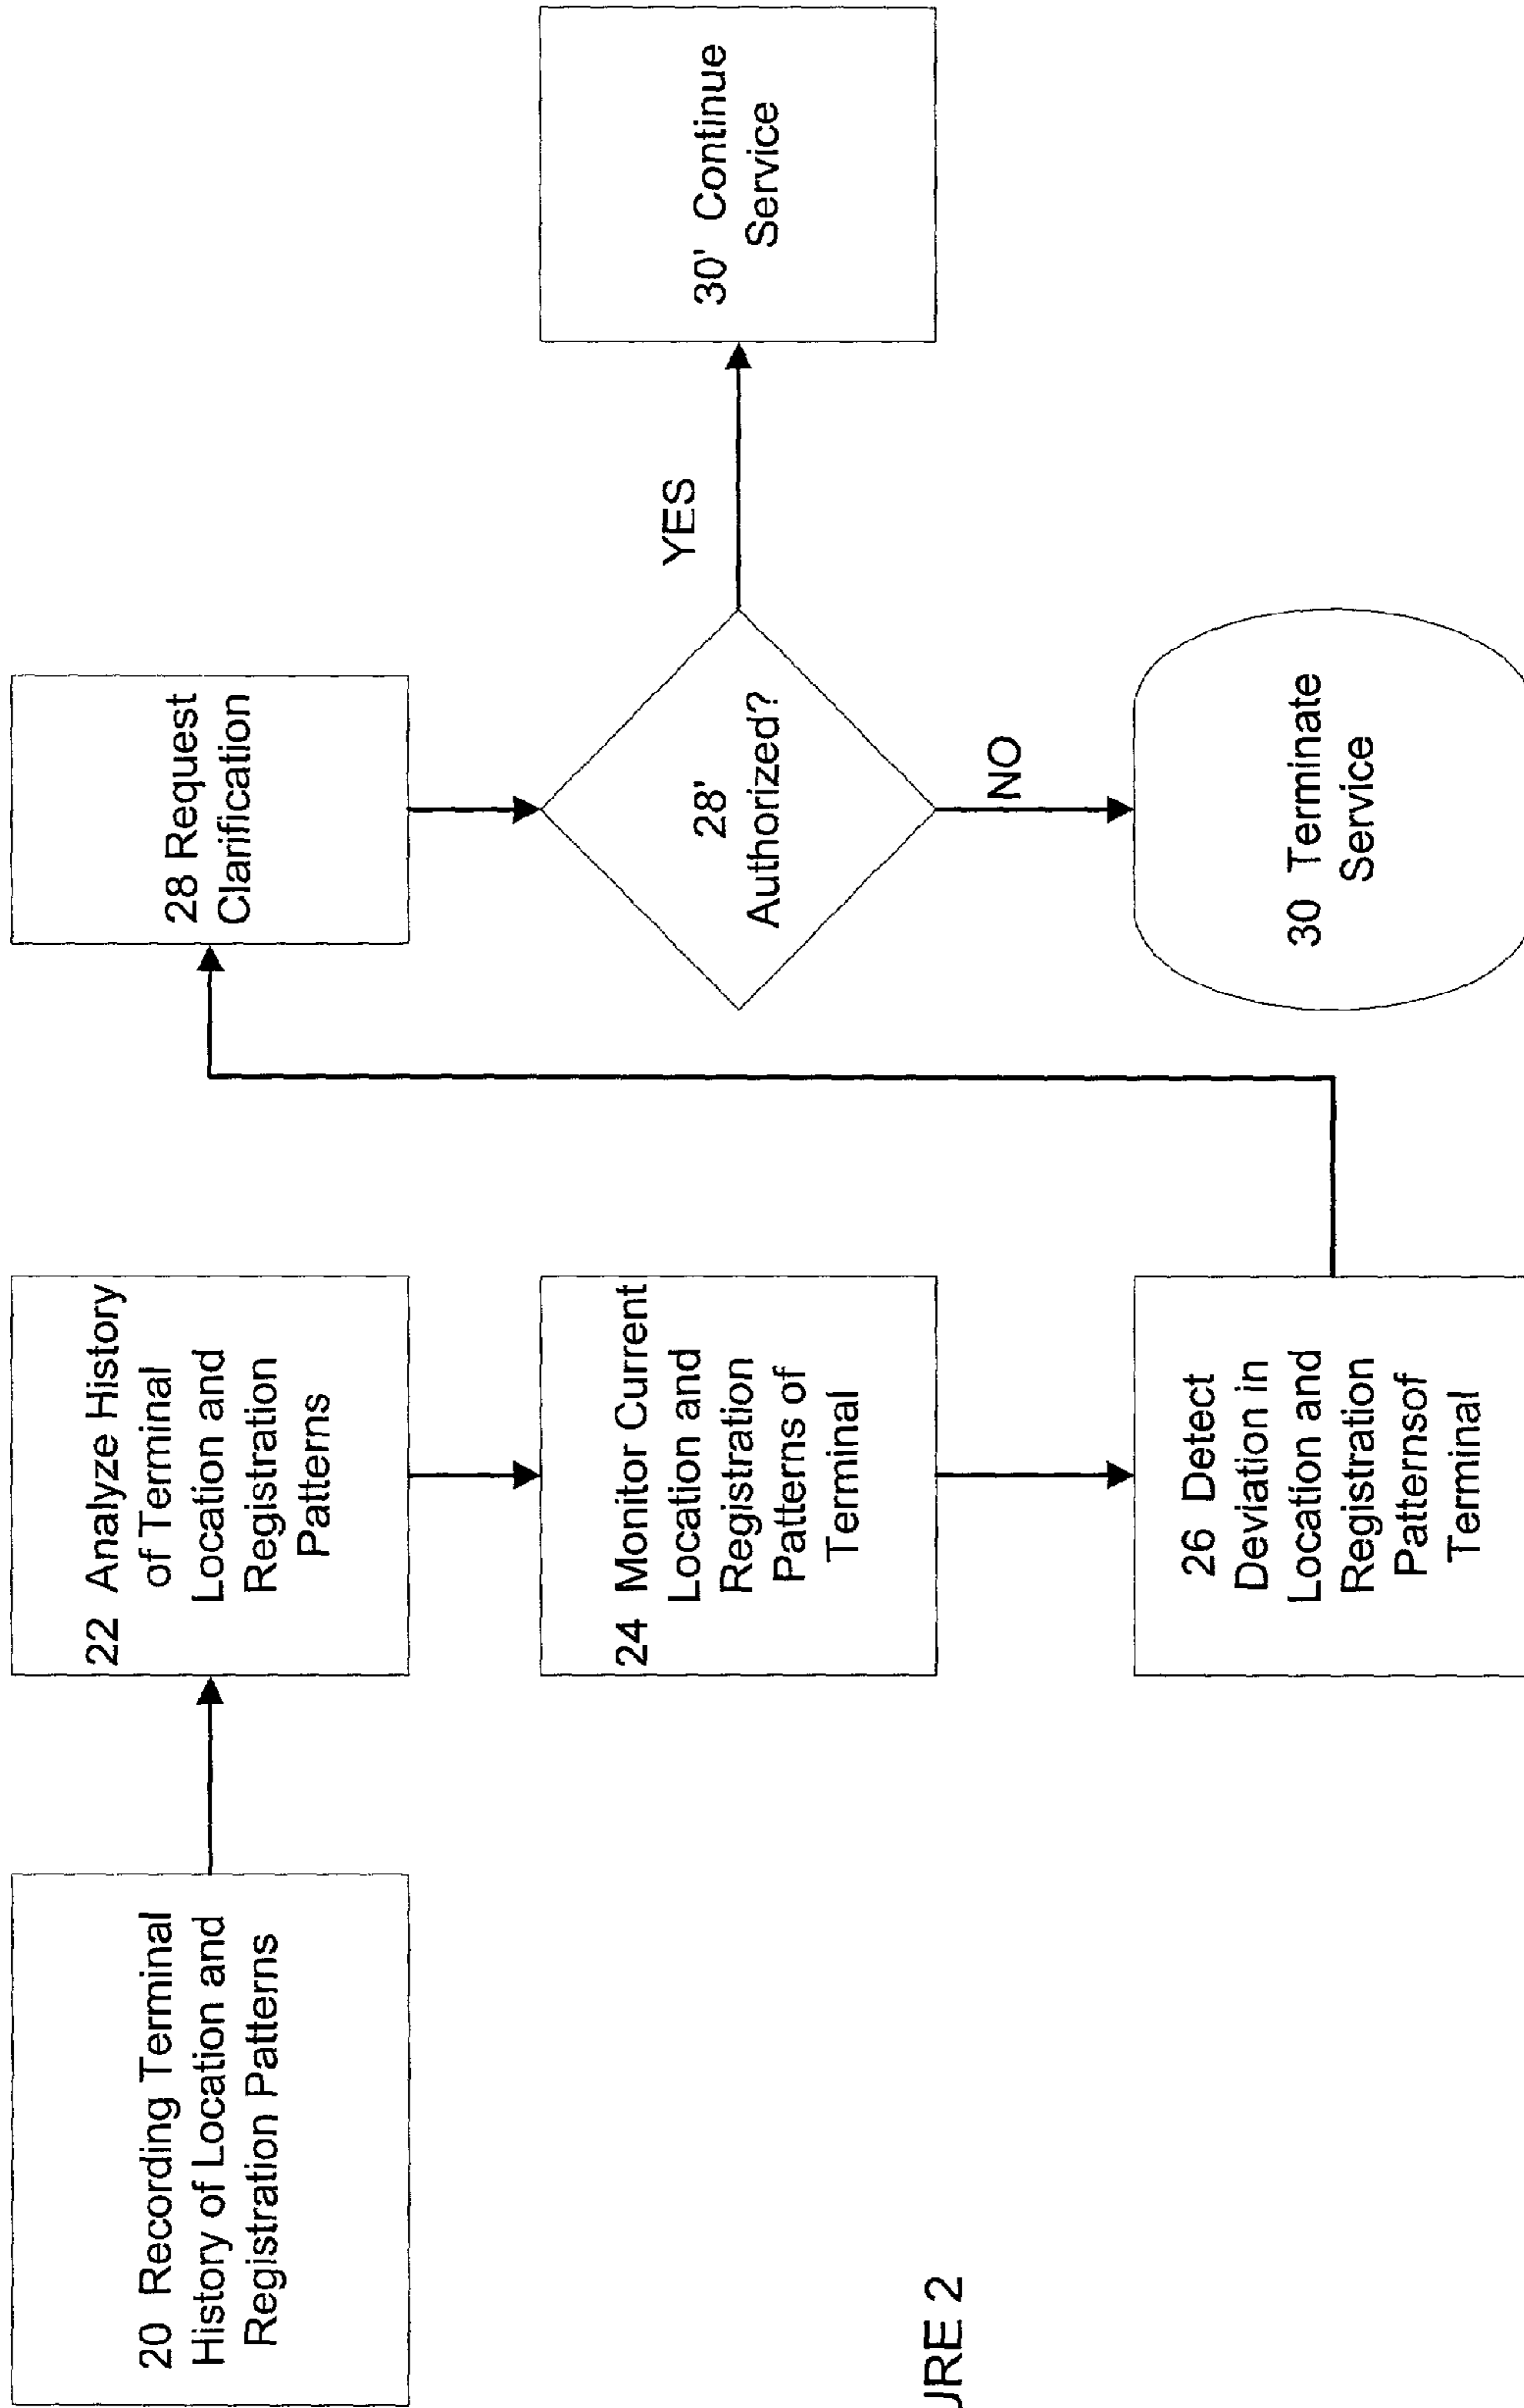 20 Recording Terminal
History of Location and
Registration Patterns
22 Analyze History
of Terminal
Location and
Registration
Patterns
24 Monitor Current
Location and
Registration
Patterns of
Terminal
26 Detect
Deviation in
Location and
Registration
Patternsof
Terminal
28 Request
Clarification
28'
Authorized?
YES
NO
30' Continue
Service
30 Terminate
Service
URE 2